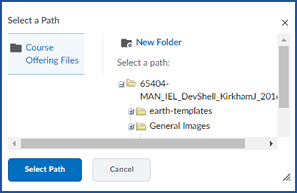 Select a Path
Course
Offering Files
New Folder
Select a path:
65404-
MAN_IEL_DevShell_KirkhamJ_201
earth-templates
General Images
Select Path
Cancel